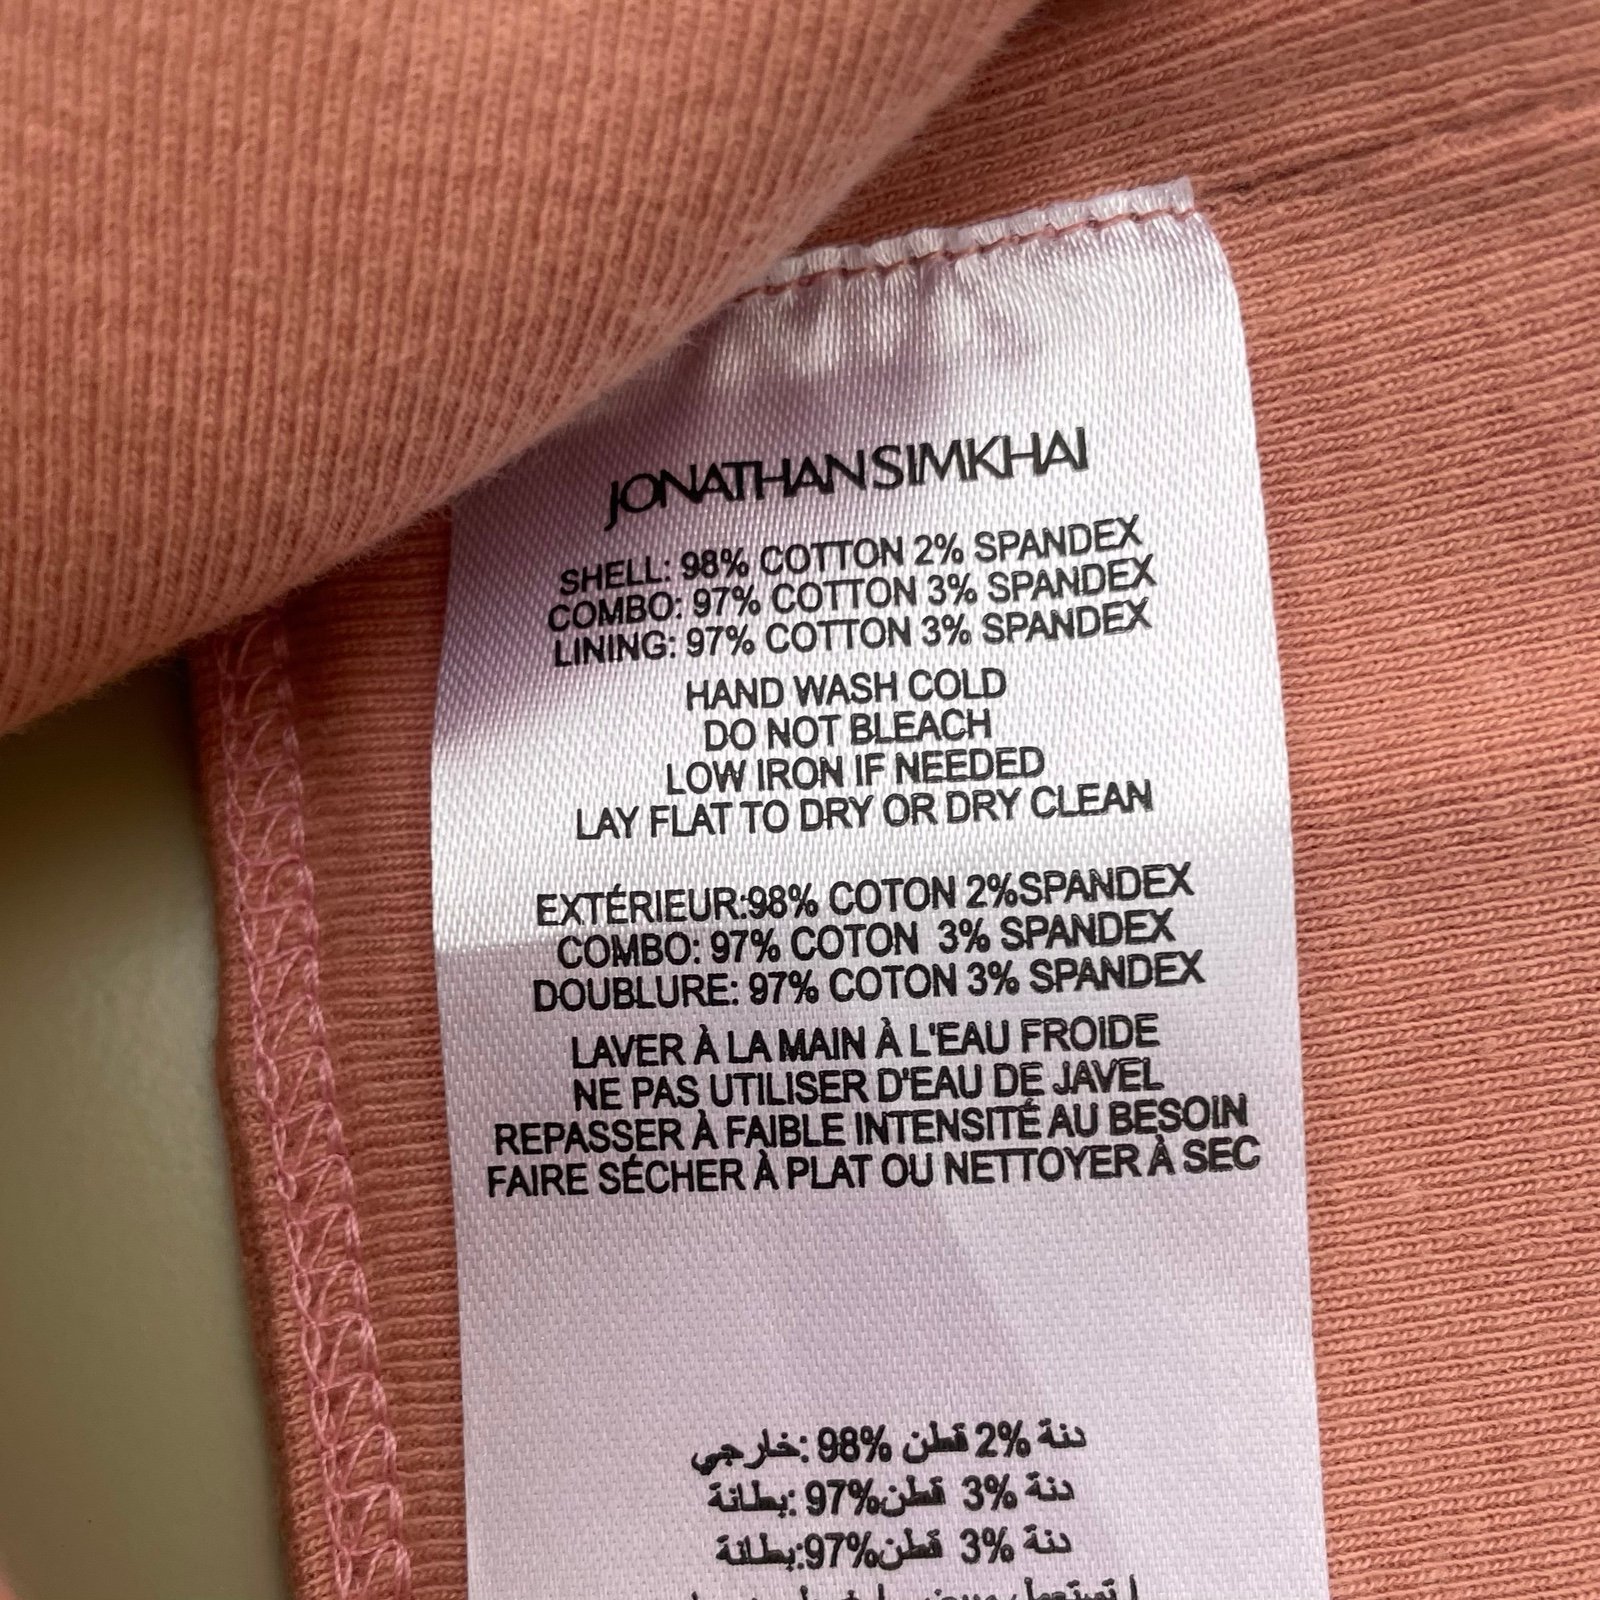 JONATHAN SIMKHAI
SHELL: 98% COTTON 2% SPANDEX
COMBO: 97% COTTON 3% SPANDEX
LINING: 97% COTTON 3% SPANDEX
HAND WASH COLD
DO NOT BLEACH
LOW IRON IF NEEDED
LAY FLAT TO DRY OR DRY CLEAN
EXTÉRIEUR:98% COTON 2%SPANDEX
COMBO: 97% COTON 3% SPANDEX
DOUBLURE: 97% COTON 3% SPANDEX
LAVER À LA MAIN À L'EAU FROIDE
NE PAS UTILISER D'EAU DE JAVEL
REPASSER À FAIBLE INTENSITÉ AU BESOIN
FAIRE SÉCHER À PLAT OU NETTOYER À SEC
خارجي: 98% قطن 2% دنة
بطانة: 97%قطن 3% دنة
بطانة:97%قطن 3% دنة